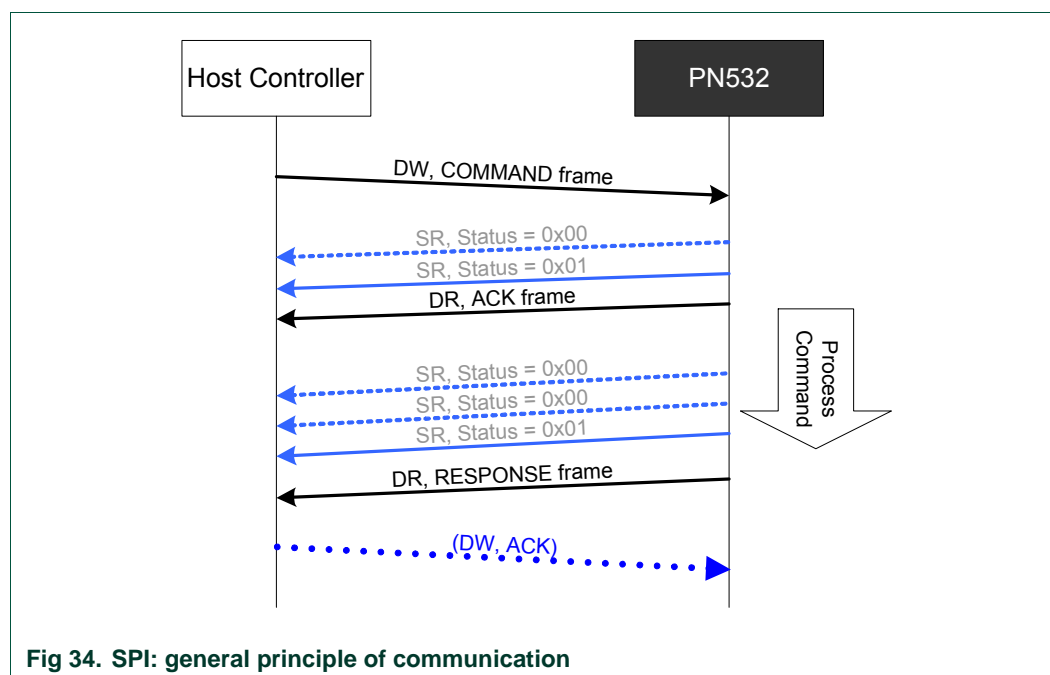 Host Controller
PN532
DW, COMMAND frame
SR, Status = 0x00
SR, Status = 0x01
DR, ACK frame
Process
Command
SR, Status = 0x00
SR, Status = 0x00
SR, Status = 0x01
DR, RESPONSE frame
(DW, ACK)
Fig 34. SPI: general principle of communication